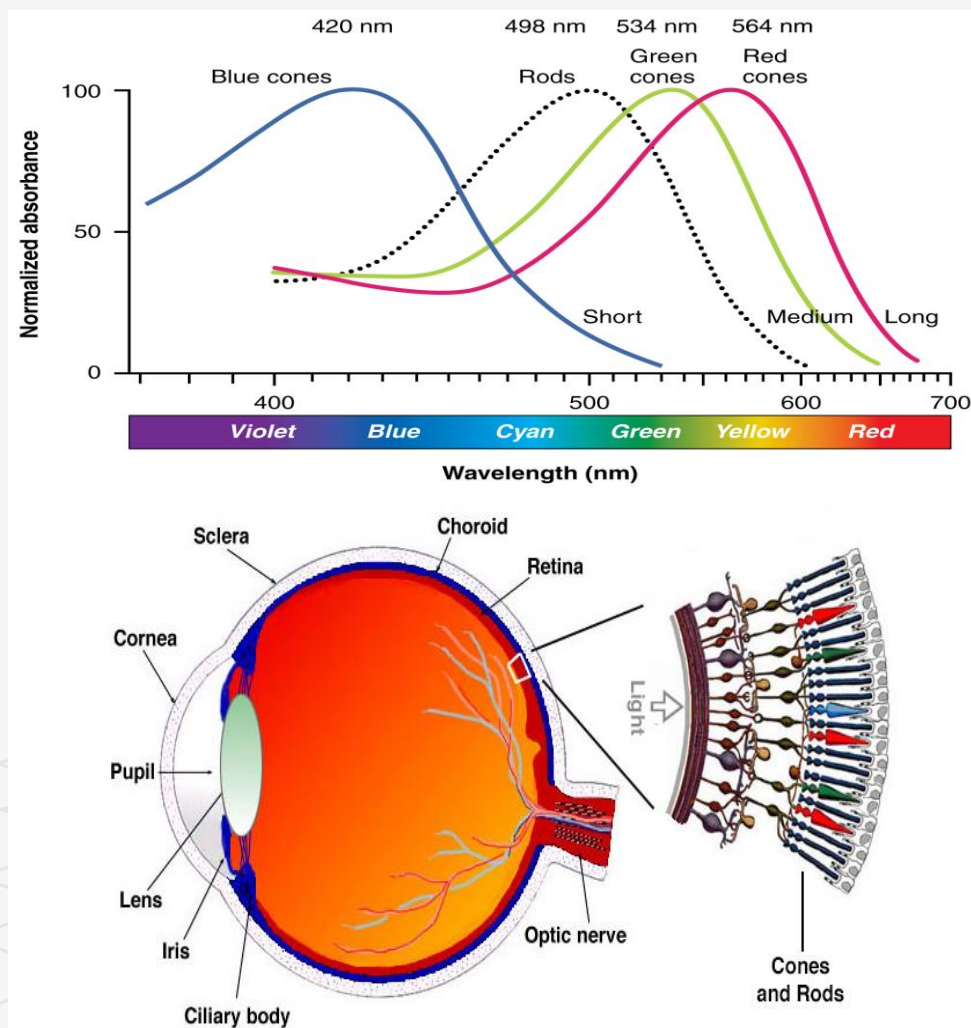 420 nm
498 nm
534 nm
564 nm
Blue cones
Rods
Green
cones
Red
cones
100
50
0
Normalized absorbance
Short
Medium
Long
400
500
600
700
Violet
Blue
Cyan
Green
Yellow
Red
Wavelength (nm)
Choroid
Sclera
Retina
Cornea
Light
Pupil
Lens
Iris
Optic nerve
Ciliary body
Cones
and Rods